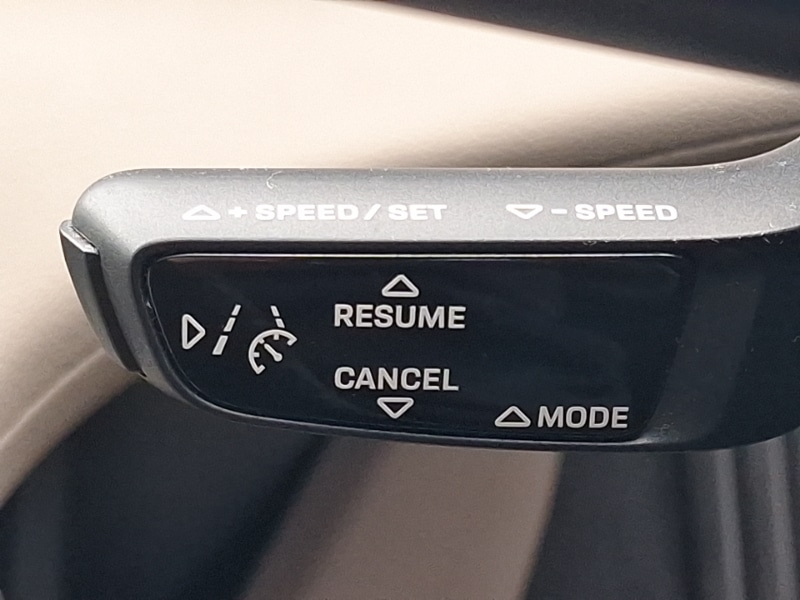 △ + SPEED / SET ▽ - SPEED
△
RESUME
CANCEL
▽
△ MODE